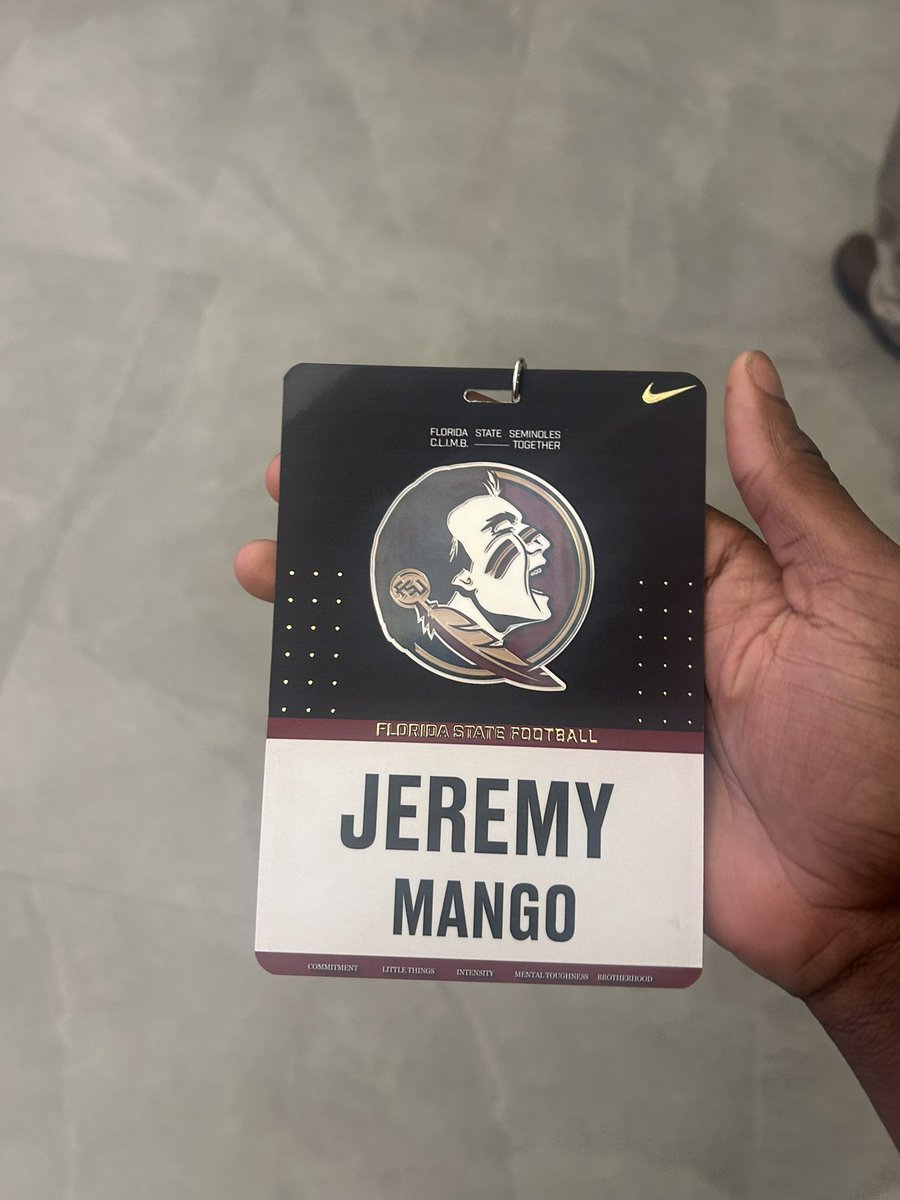 FLORIDA STATE SEMINOLES
C.L.I.M.B. TOGETHER
FLORIDA STATE FOOTBALL
JEREMY
MANGO
COMMITMENT LITTLE THINGS INTENSITY MENTAL TOUGHNESS BROTHERHOOD